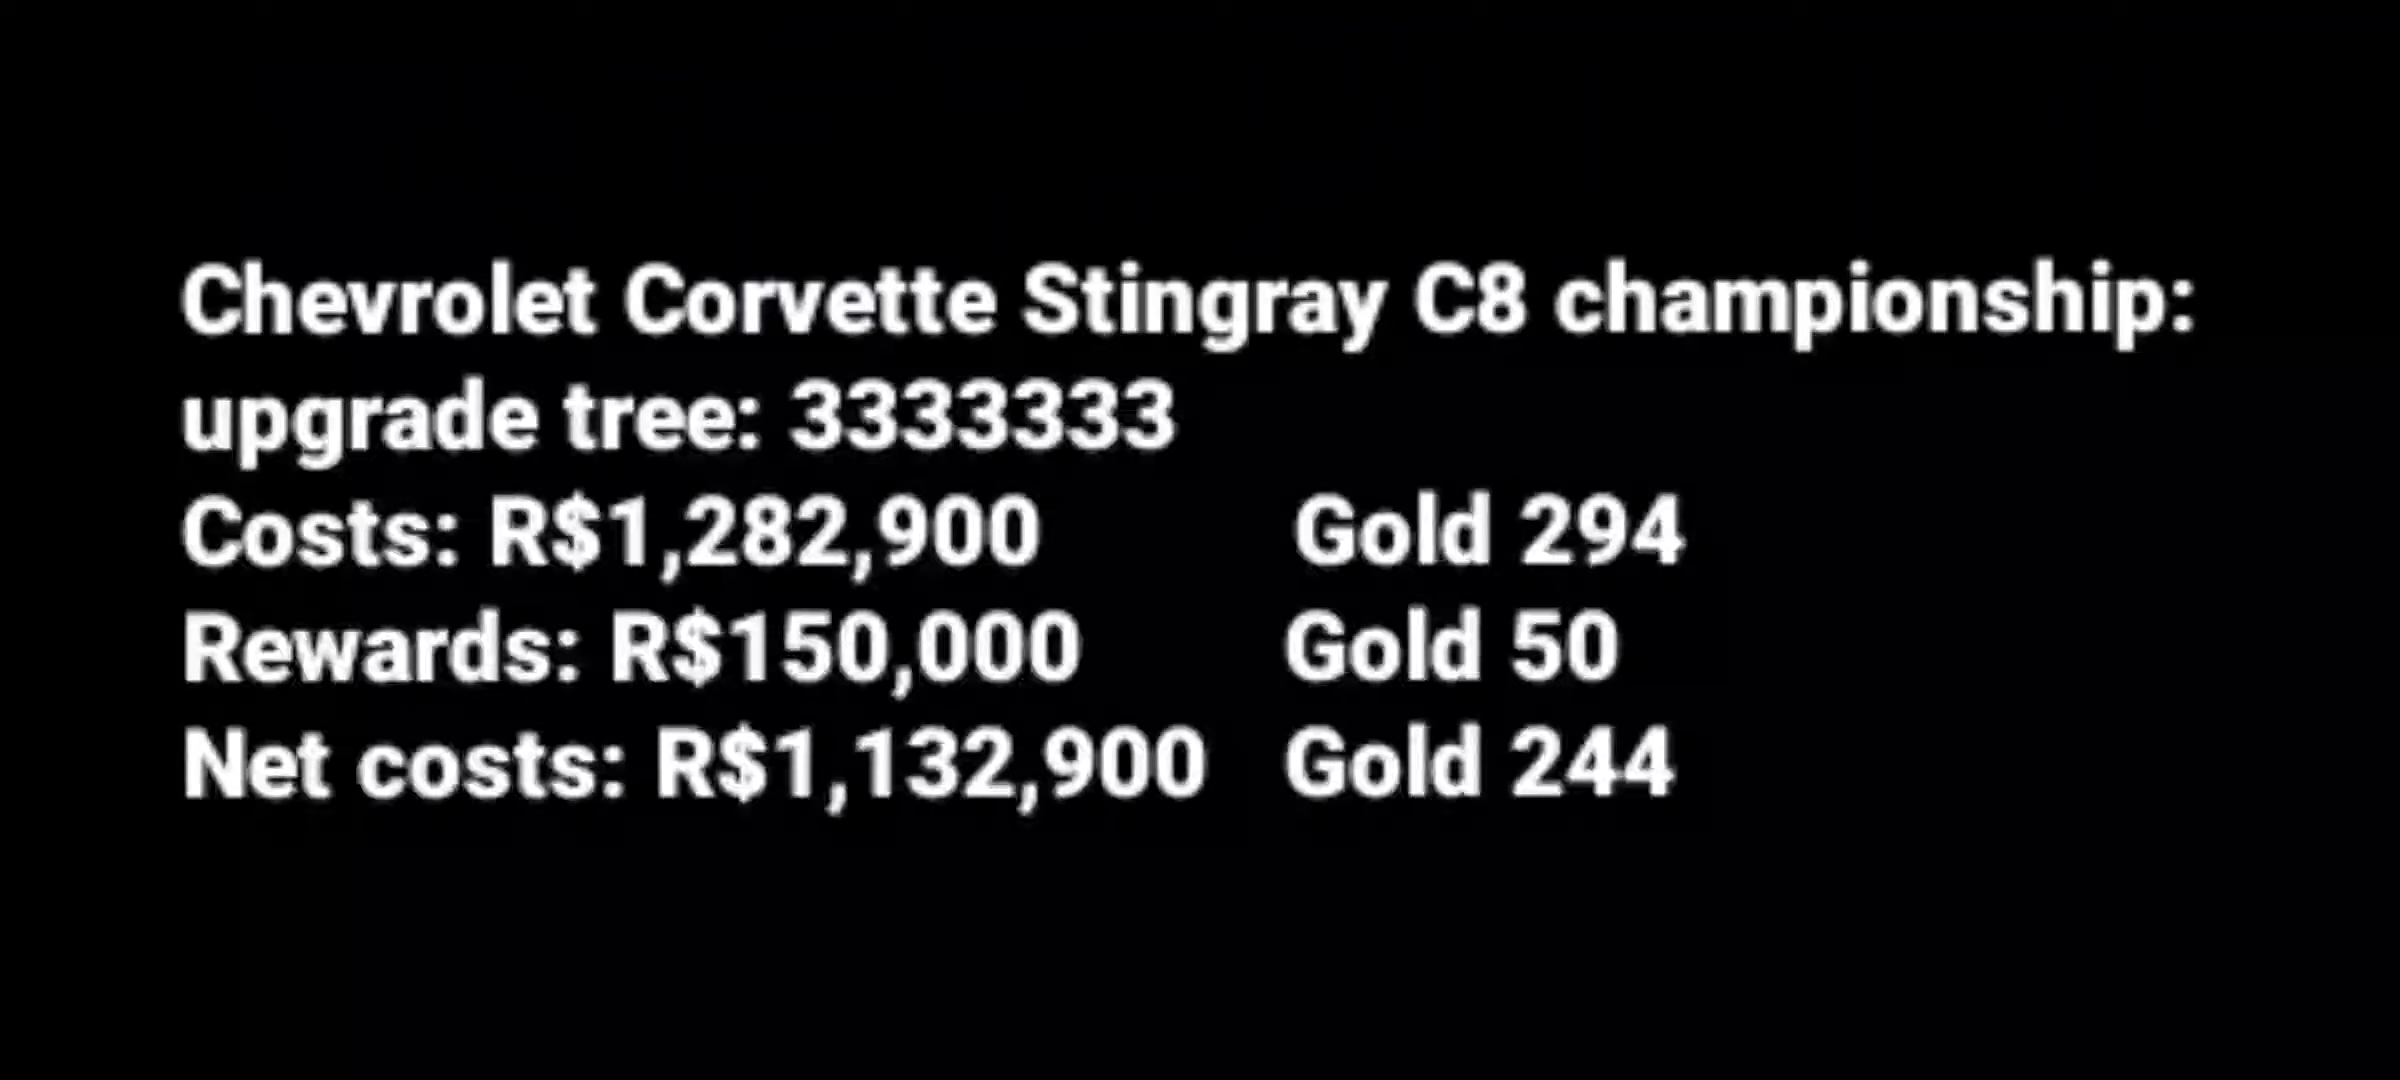 Chevrolet Corvette Stingray C8 championship:
upgrade tree: 3333333
Costs: R$1,282,900 Gold 294
Rewards: R$150,000 Gold 50
Net costs: R$1,132,900 Gold 244